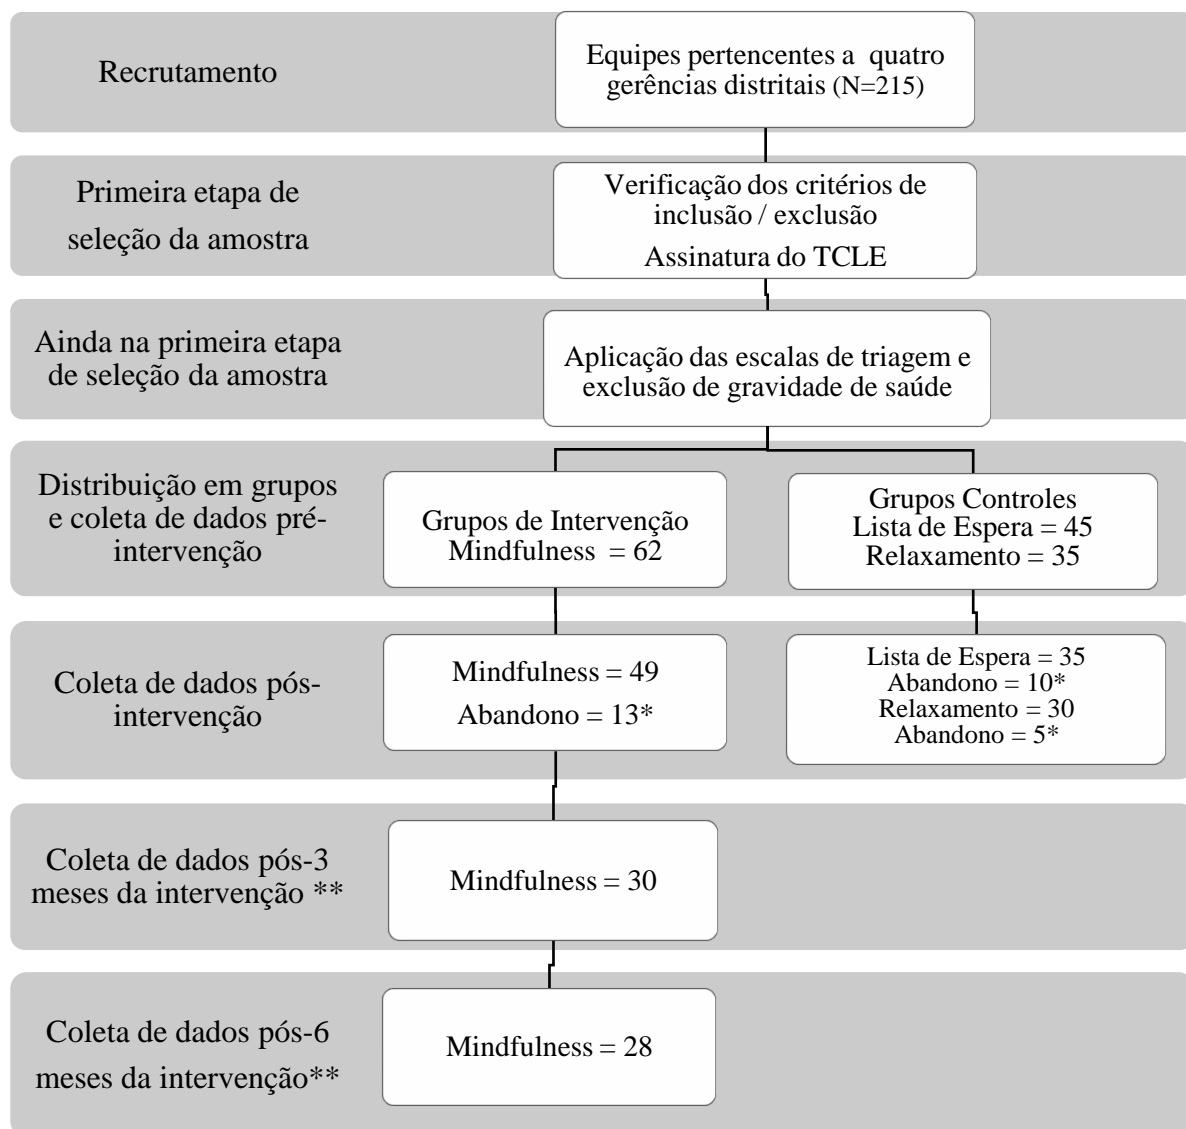 Recrutamento
Equipes pertencentes a quatro
gerências distritais (N=215)
Primeira etapa de
seleção da amostra
Verificação dos critérios de
inclusão / exclusão
Assinatura do TCLE
Ainda na primeira etapa
de seleção da amostra
Aplicação das escalas de triagem e
exclusão de gravidade de saúde
Distribuição em grupos
e coleta de dados pré-
intervenção
Grupos de Intervenção
Mindfulness = 62
Grupos Controles
Lista de Espera = 45
Relaxamento = 35
Coleta de dados pós-
intervenção
Mindfulness = 49
Abandono = 13*
Lista de Espera = 35
Abandono = 10*
Relaxamento = 30
Abandono = 5*
Coleta de dados pós-3
meses da intervenção **
Mindfulness = 30
Coleta de dados pós-6
meses da intervenção**
Mindfulness = 28